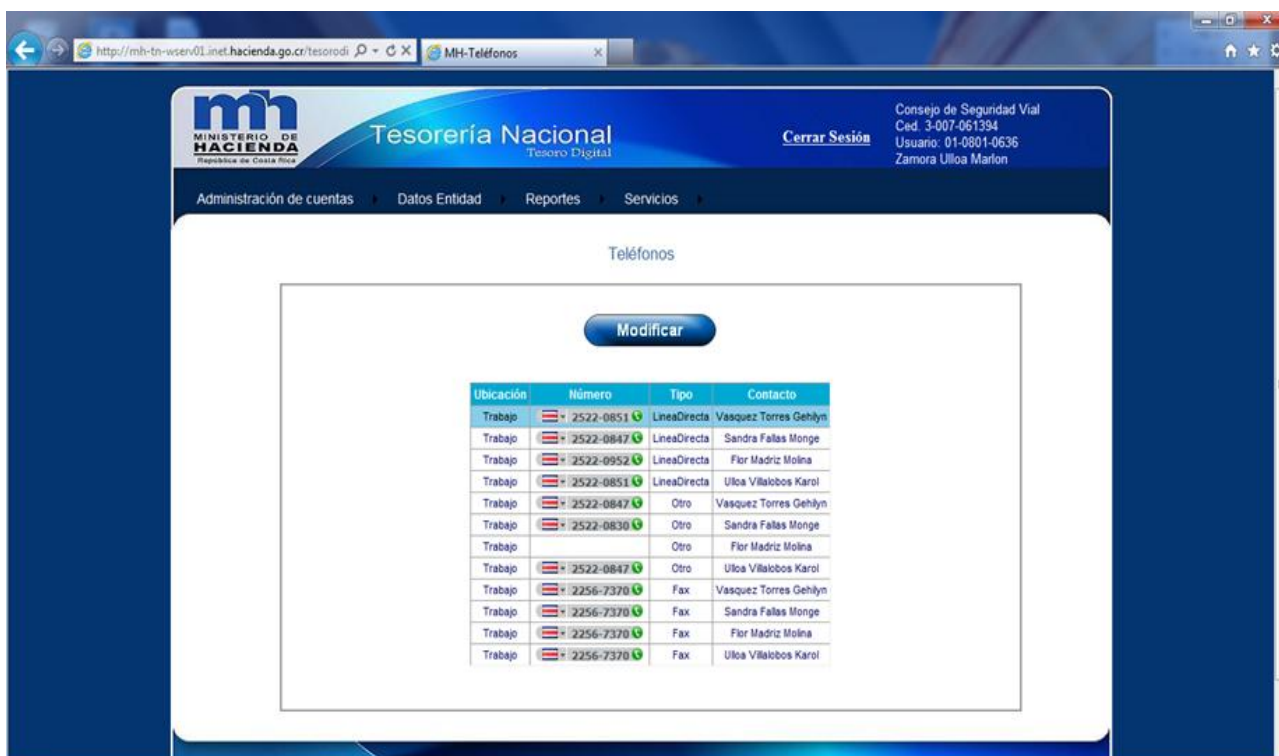 http://mh-tn-wserv01.inet.hacienda.go.cr/tesorodi
MH-Teléfonos
mh
MINISTERIO DE
HACIENDA
República de Costa Rica
Tesorería Nacional
Tesoro Digital
Cerrar Sesión
Consejo de Seguridad Vial
Ced. 3-007-061394
Usuario: 01-0801-0636
Zamora Ulloa Marlon
Administración de cuentas Datos Entidad Reportes Servicios
Teléfonos
Modificar
Ubicación Número Tipo Contacto
Trabajo 2522-0851 LineaDirecta Vasquez Torres Gehilyn
Trabajo 2522-0847 LineaDirecta Sandra Fallas Monge
Trabajo 2522-0952 LineaDirecta Flor Madriz Molina
Trabajo 2522-0851 LineaDirecta Ulloa Villalobos Karol
Trabajo 2522-0847 Otro Vasquez Torres Gehilyn
Trabajo 2522-0830 Otro Sandra Fallas Monge
Trabajo Otro Flor Madriz Molina
Trabajo 2522-0847 Otro Ulloa Villalobos Karol
Trabajo 2256-7370 Fax Vasquez Torres Gehilyn
Trabajo 2256-7370 Fax Sandra Fallas Monge
Trabajo 2256-7370 Fax Flor Madriz Molina
Trabajo 2256-7370 Fax Ulloa Villalobos Karol